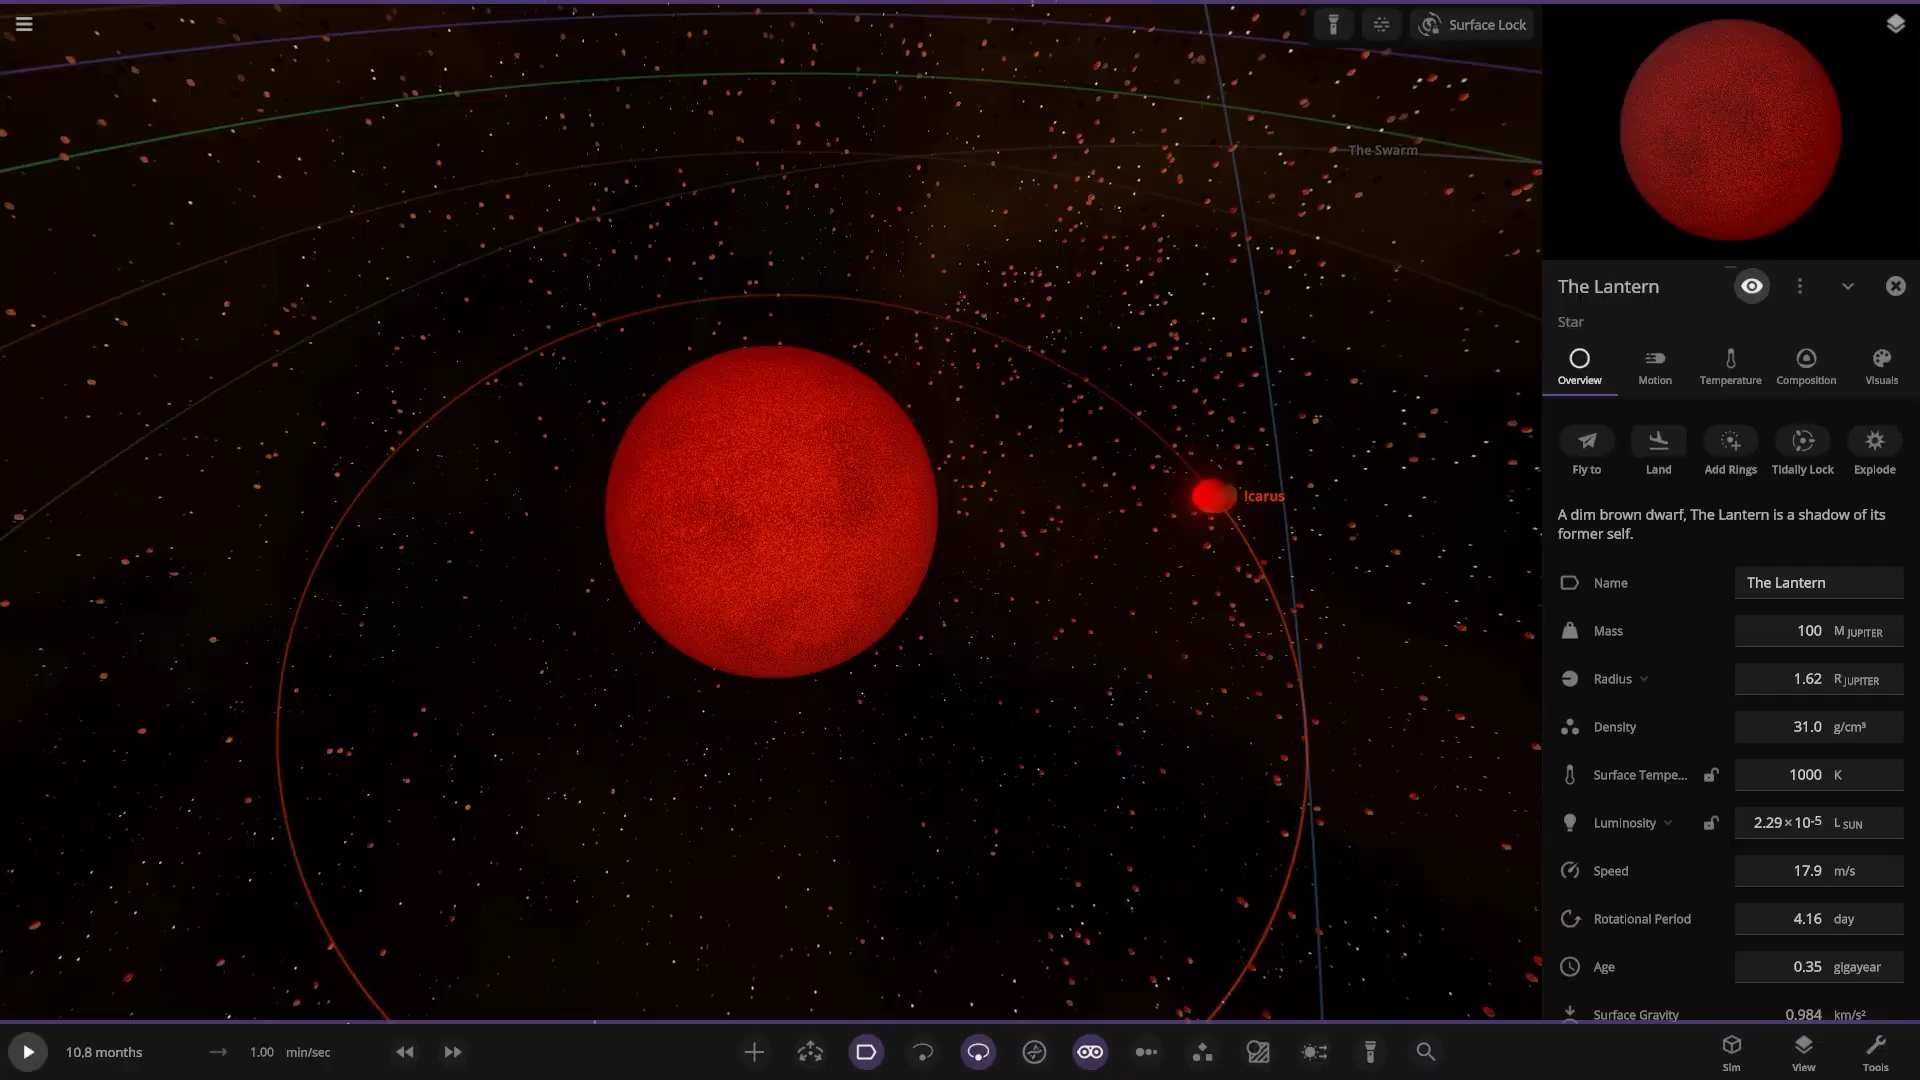 Surface Lock
The Swarm
Icarus
The Lantern
Star
Overview
Motion
Temperature
Composition
Visuals
Fly to
Land
Add Rings
Tidally Lock
Explode
A dim brown dwarf, The Lantern is a shadow of its
former self.
Name The Lantern
Mass 100 M JUPITER
Radius 1.62 R JUPITER
Density 31.0 g/cm³
Surface Tempe... 1000 K
Luminosity 2.29×10-5 L SUN
Speed 17.9 m/s
Rotational Period 4.16 day
Age 0.35 gigayear
Surface Gravity 0.984 km/s²
10.8 months → 1.00 min/sec
Sim
View
Tools